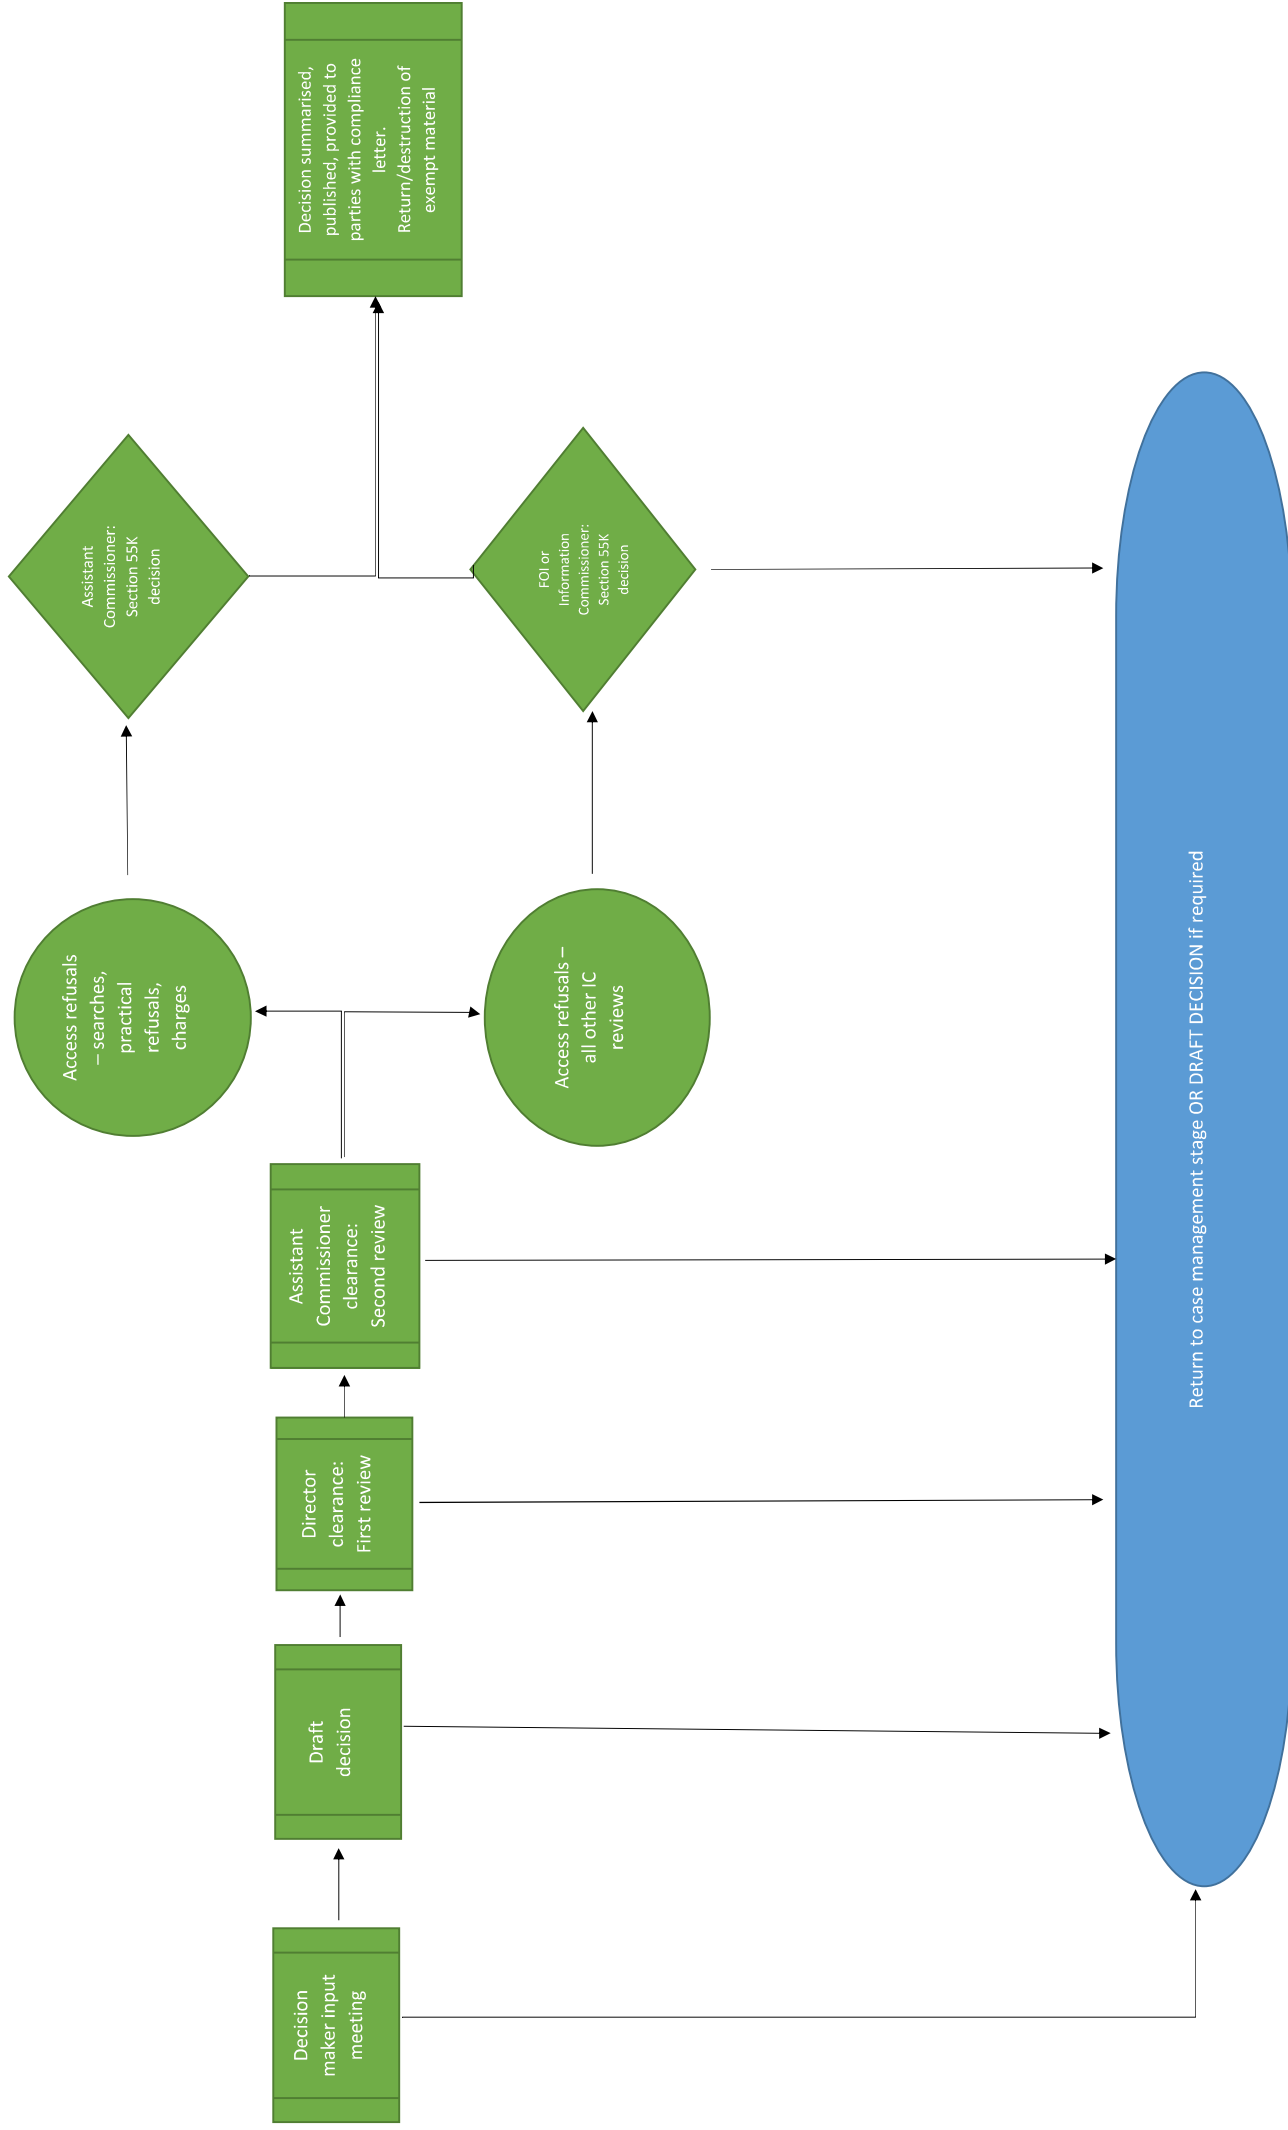 Decision
maker input
meeting
Draft
decision
Director
clearance:
First review
Assistant
Commissioner
clearance:
Second review
Access refusals
– searches,
practical
refusals,
charges
Access refusals –
all other IC
reviews
Assistant
Commissioner:
Section 55K
decision
FOI or
Information
Commissioner:
Section 55K
decision
Decision summarised,
published, provided to
parties with compliance
letter.
Return/destruction of
exempt material
Return to case management stage OR DRAFT DECISION if required